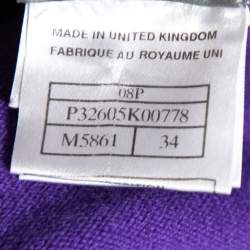 MADE IN UNITED KINGDOM
FABRIQUE AU ROYAUME UNI
08P
P32605K00778
M5861 34